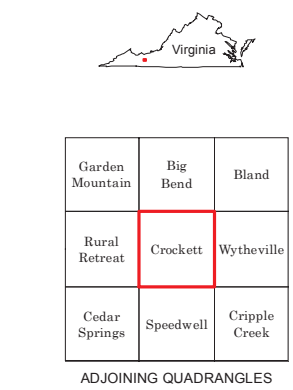 Virginia
Garden
Mountain
Big
Bend
Bland
Rural
Retreat
Crockett
Wytheville
Cedar
Springs
Speedwell
Cripple
Creek
ADJOINING QUADRANGLES